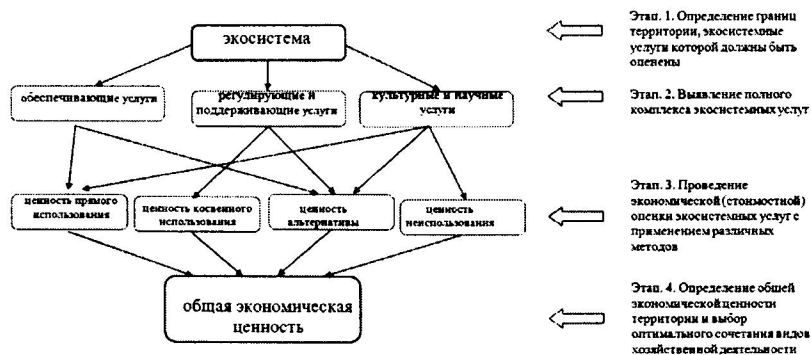 экосистема
Этап. 1. Определение границ
территории, экосистемные
услуги которой должны быть
оценены
обеспечивающие услуги
регулирующие и
поддерживающие услуги
культурные и научные
услуги
Этап. 2. Выявление полного
комплекса экосистемных услуг
ценность прямого
использования
ценность косвенного
использования
ценность
альтернативы
ценность
неиспользования
Этап. 3. Проведение
экономической (стоимостной)
оценки экосистемных услуг с
применением различных
методов
общая экономическая
ценность
Этап. 4. Определение общей
экономической ценности
территории и выбор
оптимального сочетания видов
хозяйственной деятельности